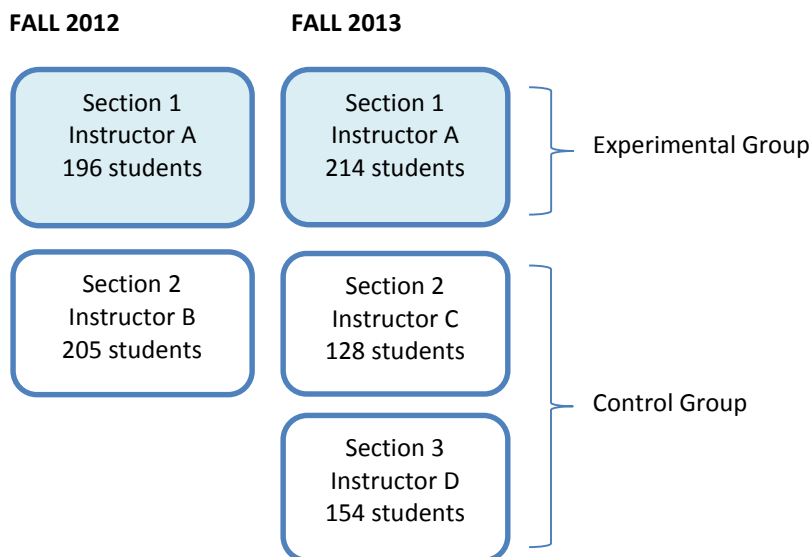 FALL 2012
FALL 2013
Section 1
Instructor A
196 students
Section 1
Instructor A
214 students
Experimental Group
Section 2
Instructor B
205 students
Section 2
Instructor C
128 students
Control Group
Section 3
Instructor D
154 students